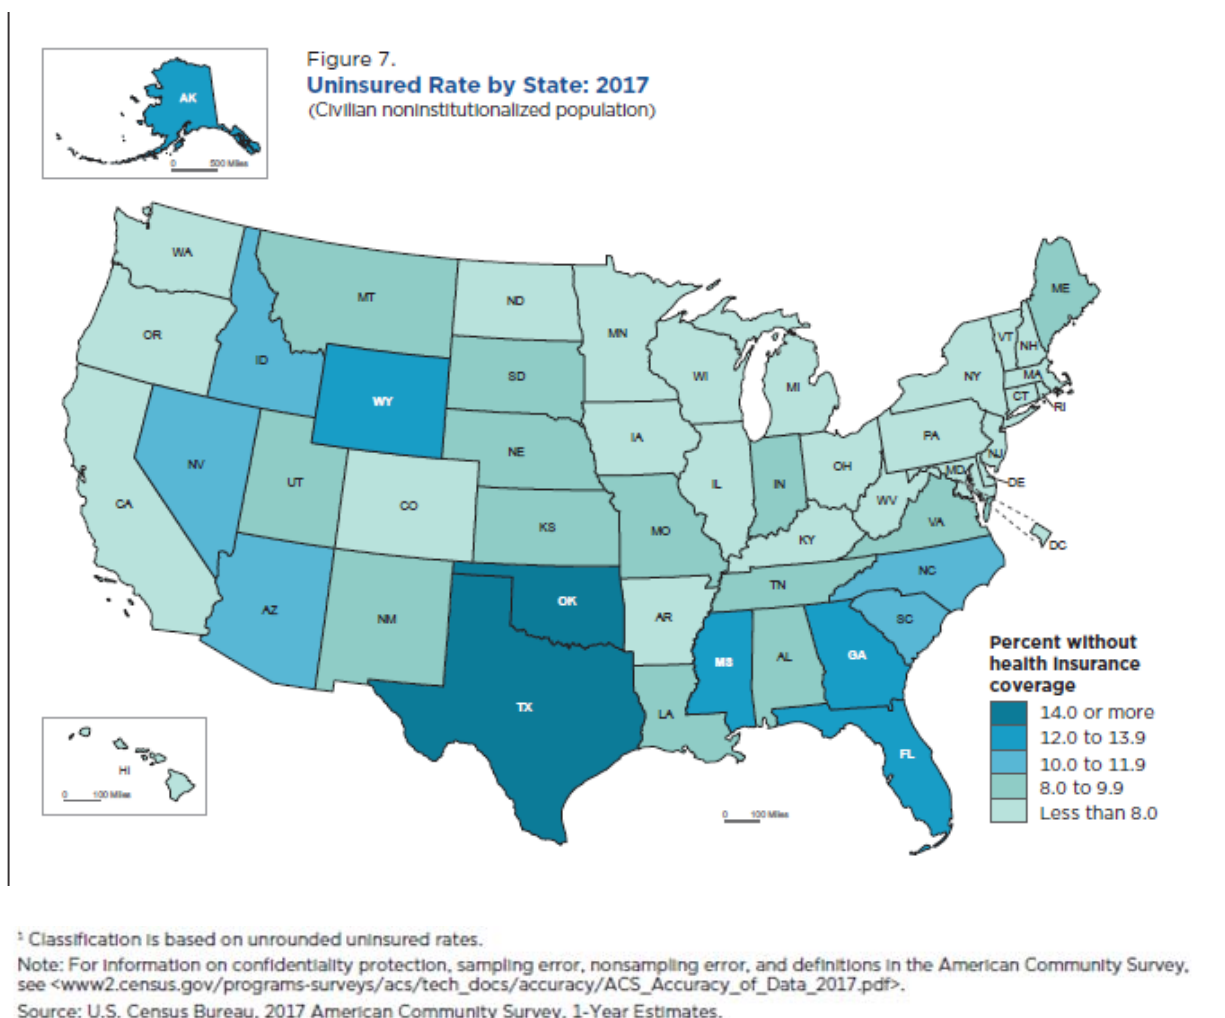 Figure 7.
Uninsured Rate by State: 2017
(Civilian noninstitutionalized population)
AK
0 500 Miles
WA
MT
ND
MN
ME
OR
ID
SD
WI
MI
VT
NH
NY
MA
CT
RI
WY
IA
PA
NV
NE
OH
NJ
UT
IL
IN
MD
DE
CA
CO
WV
KS
MO
KY
VA
DC
AZ
NM
OK
TN
NC
AR
SC
MS
AL
GA
TX
LA
FL
HI
0 100 Miles
0 100 Miles
Percent without
health insurance
coverage
14.0 or more
12.0 to 13.9
10.0 to 11.9
8.0 to 9.9
Less than 8.0
¹ Classification is based on unrounded uninsured rates.
Note: For information on confidentiality protection, sampling error, nonsampling error, and definitions in the American Community Survey,
see <www2.census.gov/programs-surveys/acs/tech_docs/accuracy/ACS_Accuracy_of_Data_2017.pdf>.
Source: U.S. Census Bureau, 2017 American Community Survey, 1-Year Estimates.